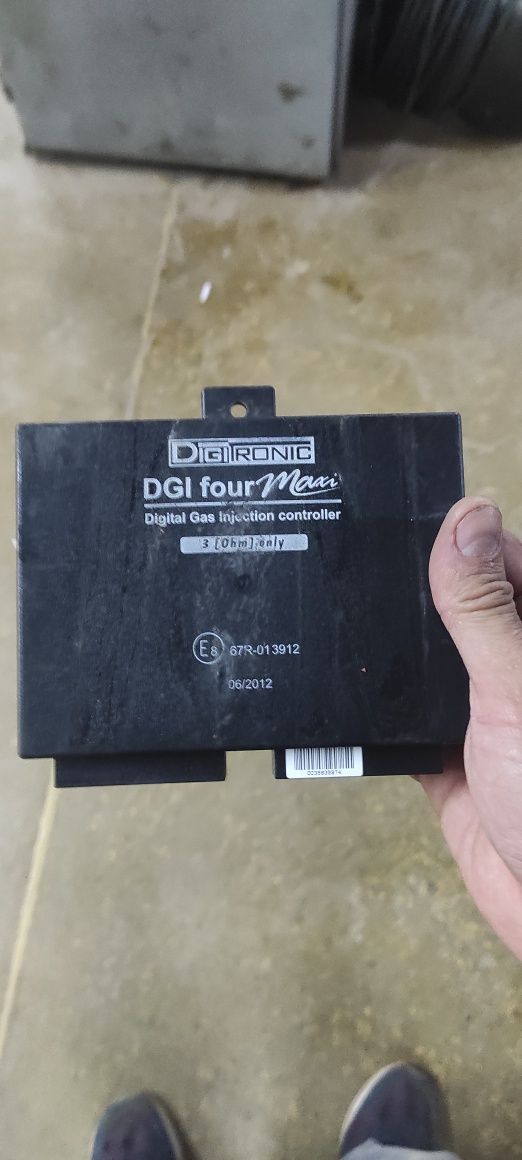 DIGITRONIC
DGI four Maxi
Digital Gas Injection controller
3 [Ohm] only
E8 67R-013912
06/2012